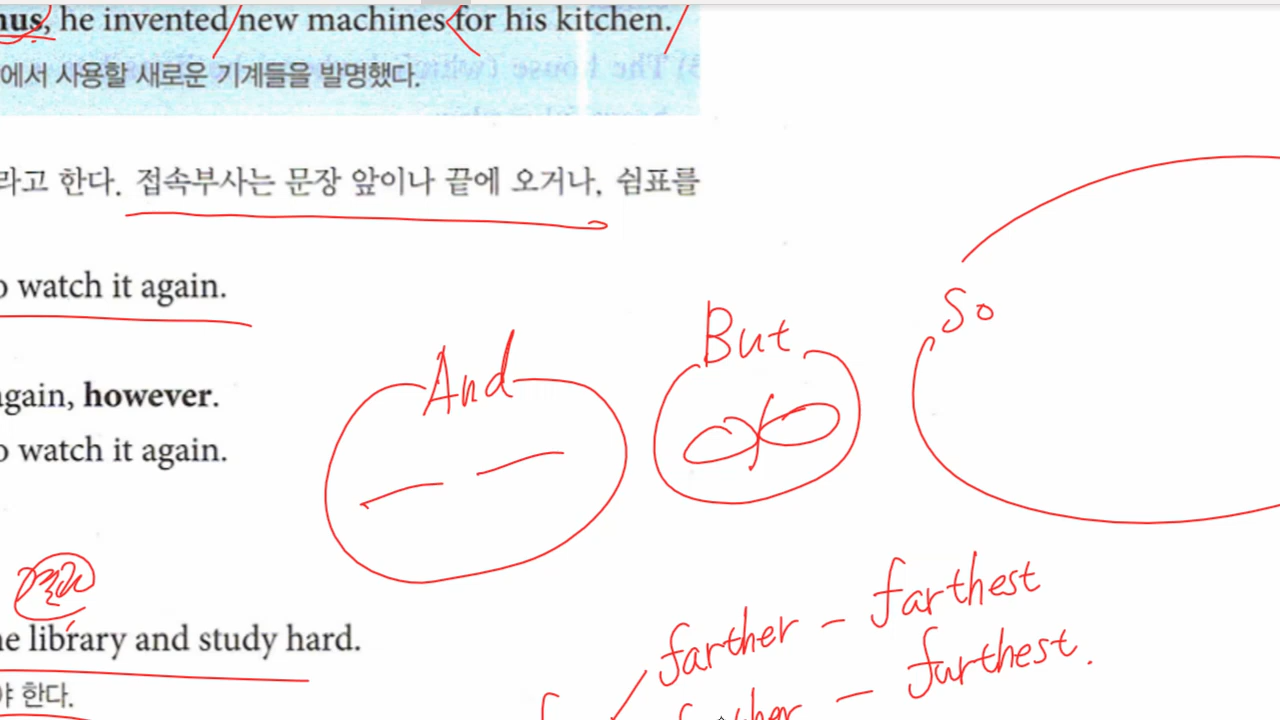 nus, he invented new machines for his kitchen.
에서 사용할 새로운 기계들을 발명했다.
라고 한다. 접속부사는 문장 앞이나 끝에 오거나, 쉼표를
o watch it again.
So
But
And
again, however.
o watch it again.
farther - farthest
ne library and study hard.
furthest.
야 한다.